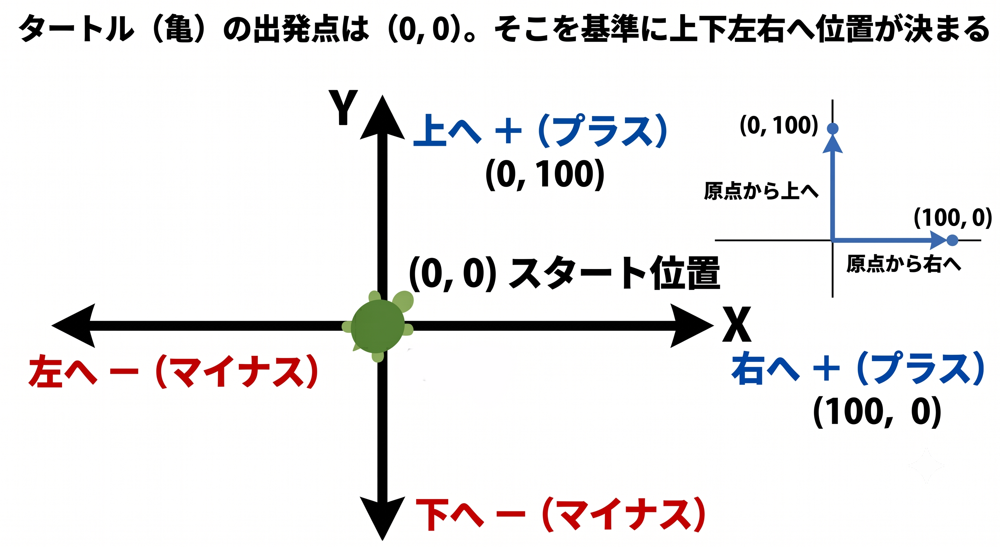 タートル（亀）の出発点は（0, 0）。そこを基準に上下左右へ位置が決まる
Y
上へ ＋（プラス）
(0, 100)
(0, 100)
原点から上へ
(100, 0)
原点から右へ
(0, 0) スタート位置
X
左へ －（マイナス）
右へ ＋（プラス）
(100, 0)
下へ －（マイナス）